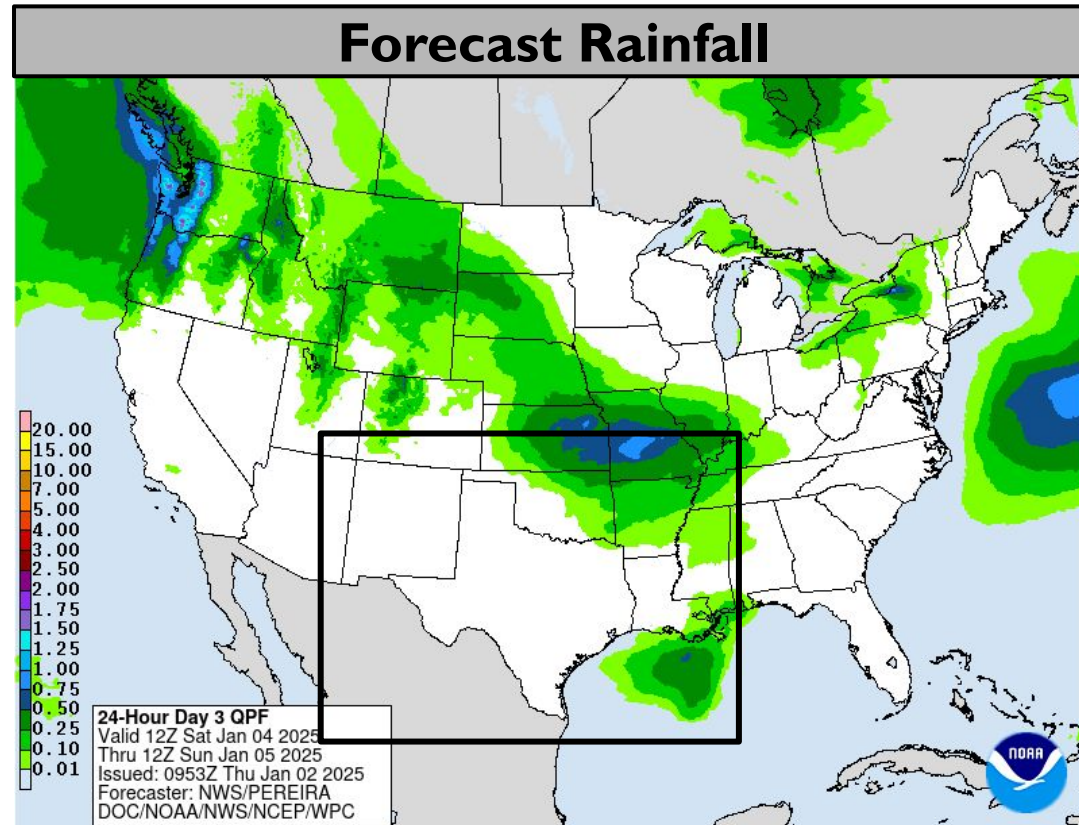 Forecast Rainfall
20.00
15.00
10.00
7.00
5.00
4.00
3.00
2.50
2.00
1.75
1.50
1.25
1.00
0.75
0.50
0.25
0.10
0.01
24-Hour Day 3 QPF
Valid 12Z Sat Jan 04 2025
Thru 12Z Sun Jan 05 2025
Issued: 0953Z Thu Jan 02 2025
Forecaster: NWS/PEREIRA
DOC/NOAA/NWS/NCEP/WPC
NOAA